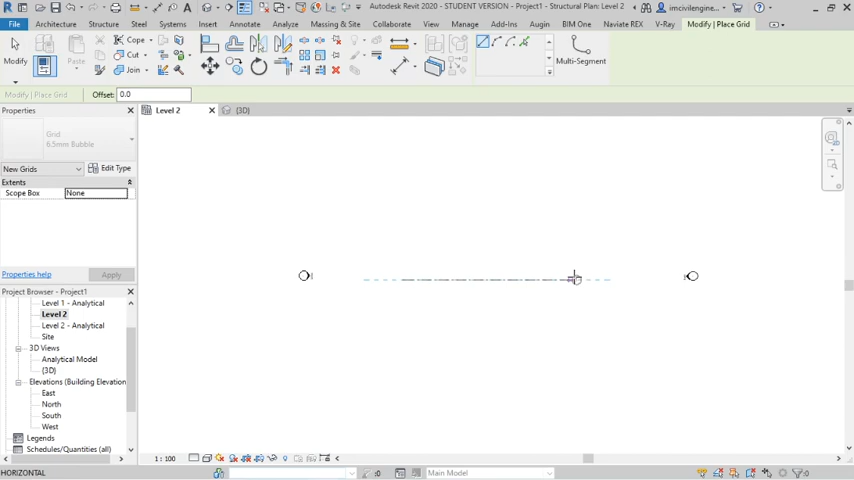 Autodesk Revit 2020 - STUDENT VERSION - Project1 - Structural Plan: Level 2
imcivilengine...
File Architecture Structure Steel Systems Insert Annotate Analyze Massing & Site Collaborate View Manage Add-Ins Augin BIM One Naviate REX V-Ray Modify | Place Grid
Modify
Paste
Cope
Cut
Join
Multi-Segment
Modify | Place Grid Offset: 0.0
Properties
Level 2
{3D}
Grid
6.5mm Bubble
New Grids
Edit Type
Extents
Scope Box None
Properties help
Apply
Project Browser - Project1
Level 1 - Analytical
Level 2
Level 2 - Analytical
Site
3D Views
Analytical Model
{3D}
Elevations (Building Elevation
East
North
South
West
Legends
Schedules/Quantities (all)
1 : 100
HORIZONTAL
:0
Main Model
:0